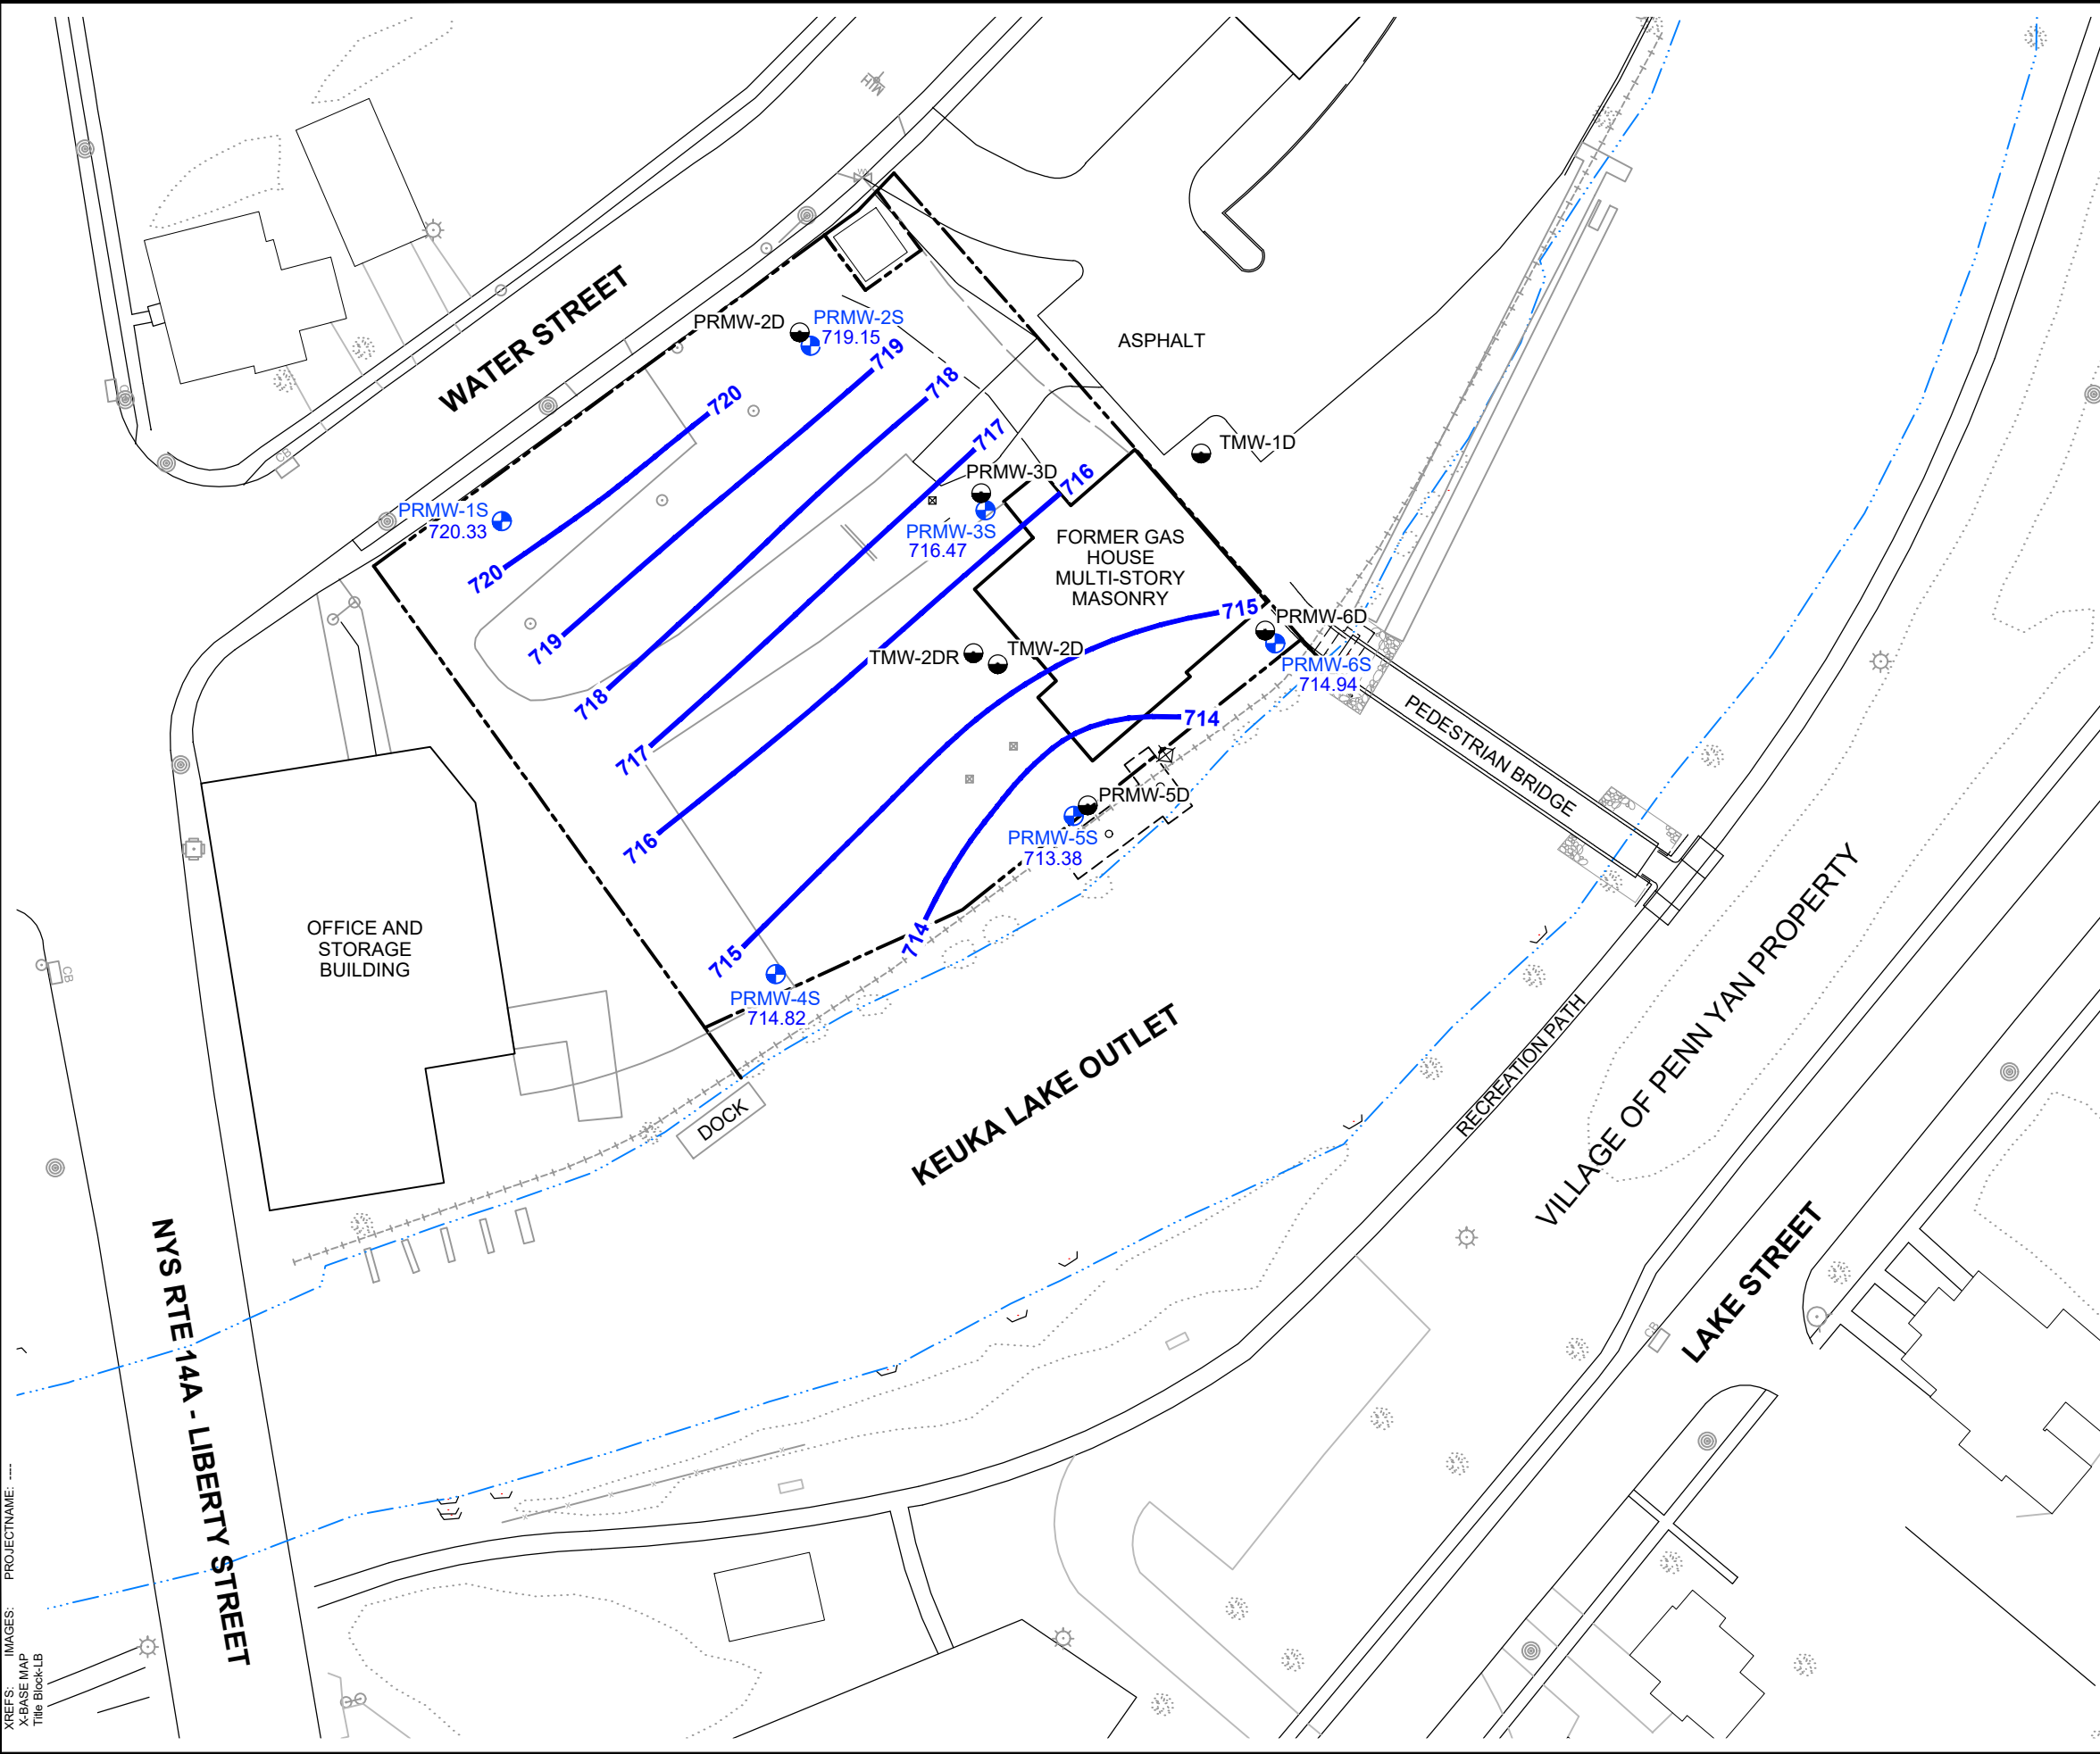 MH
W
WATER STREET
PRMW-2D
PRMW-2S
719.15
ASPHALT
719
718
720
717
716
TMW-1D
PRMW-3D
PRMW-1S
720.33
PRMW-3S
716.47
CB
FORMER GAS
HOUSE
MULTI-STORY
MASONRY
720
715
PRMW-6D
719
TMW-2DR
TMW-2D
PRMW-6S
714.94
718
714
PEDESTRIAN BRIDGE
717
PRMW-5D
PRMW-5S
713.38
716
OFFICE AND
STORAGE
BUILDING
714
715
PRMW-4S
714.82
CB
DOCK
KEUKA LAKE OUTLET
RECREATION PATH
VILLAGE OF PENN YAN PROPERTY
LAKE STREET
CB
NYS RTE 14A - LIBERTY STREET
XREFS: IMAGES: PROJECTNAME: ----
X-BASE MAP
Title Block-LB